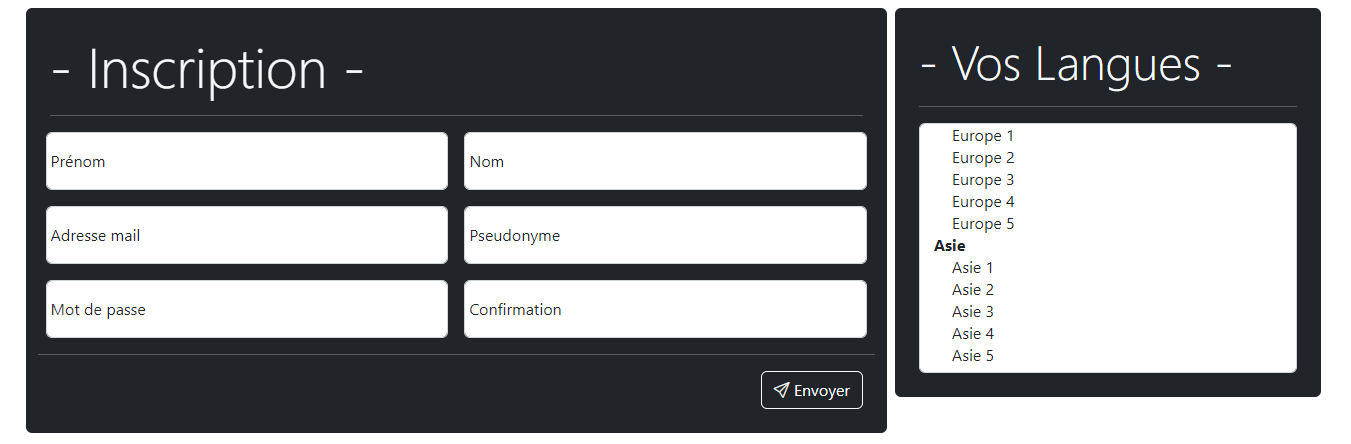 - Inscription -
Prénom
Nom
Adresse mail
Pseudonyme
Mot de passe
Confirmation
Envoyer
- Vos Langues -
Europe 1
Europe 2
Europe 3
Europe 4
Europe 5
Asie
Asie 1
Asie 2
Asie 3
Asie 4
Asie 5